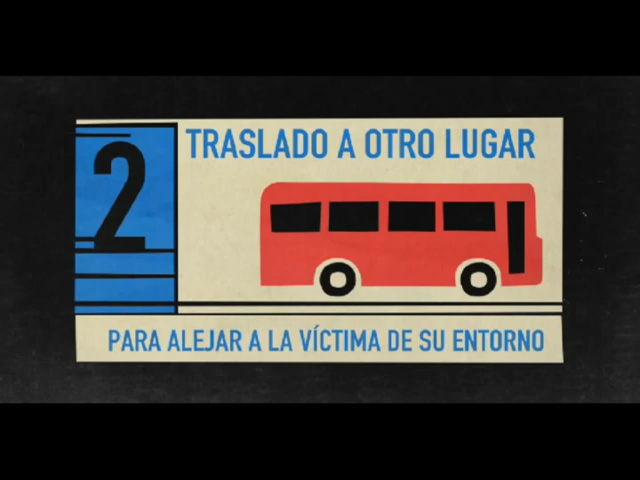 2
TRASLADO A OTRO LUGAR
PARA ALEJAR A LA VÍCTIMA DE SU ENTORNO